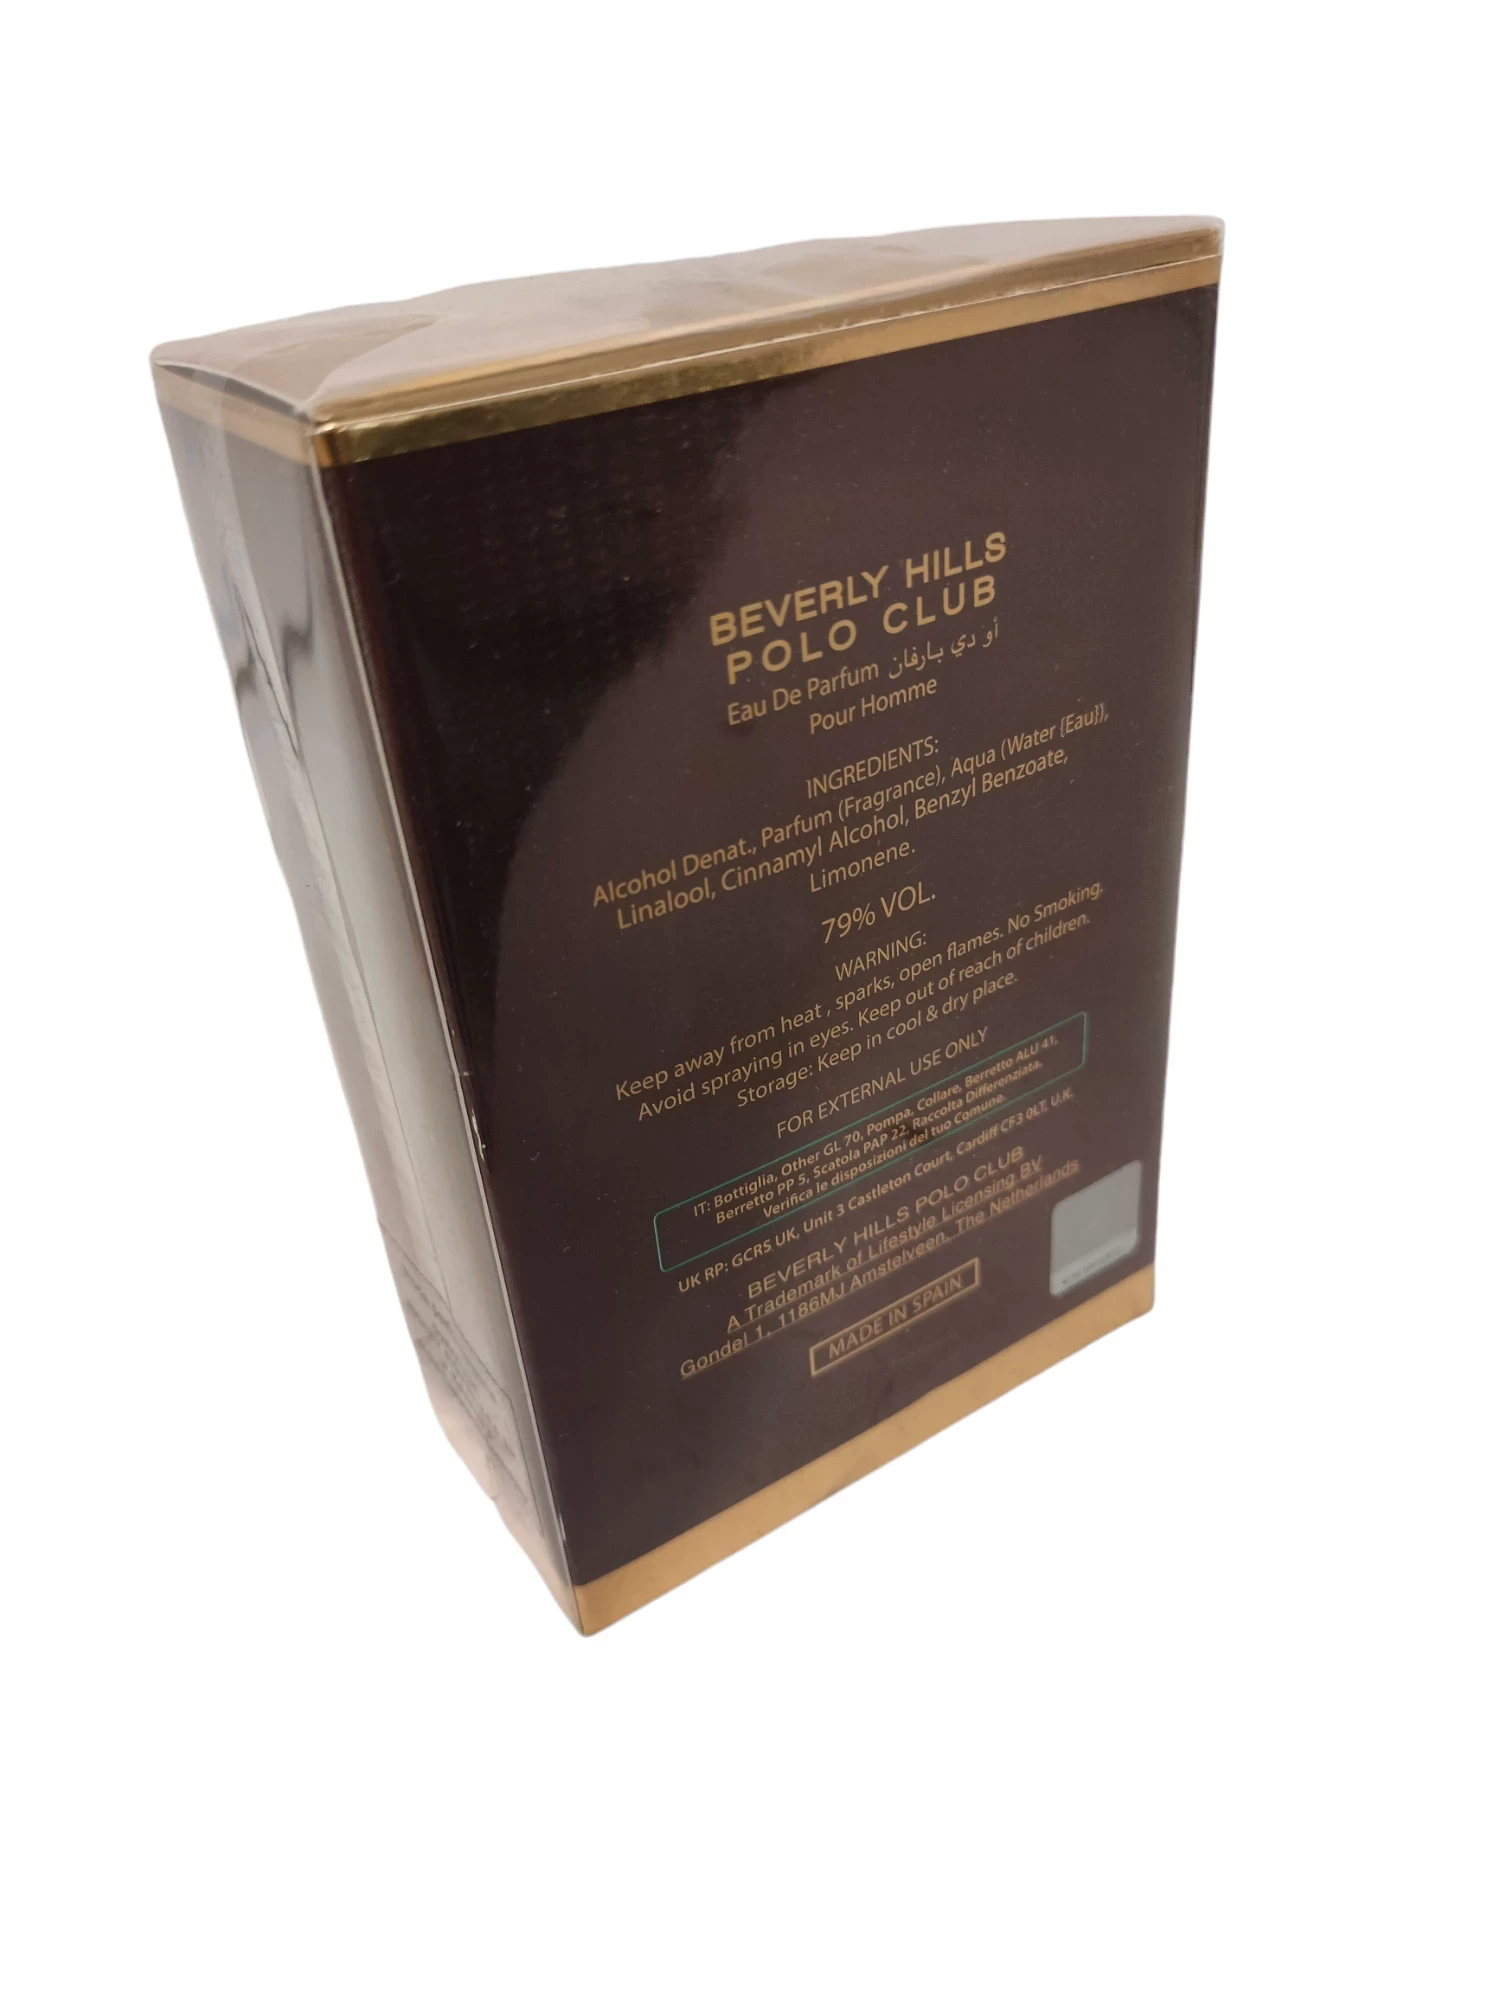 BEVERLY HILLS
POLO CLUB
Eau De Parfum أو دي بارفان
Pour Homme
INGREDIENTS:
Alcohol Denat., Parfum (Fragrance), Aqua (Water {Eau}),
Linalool, Cinnamyl Alcohol, Benzyl Benzoate,
Limonene.
79% VOL.
WARNING:
Keep away from heat , sparks, open flames. No Smoking.
Avoid spraying in eyes. Keep out of reach of children.
Storage: Keep in cool & dry place.
FOR EXTERNAL USE ONLY
IT: Bottiglia, Other GL 70, Pompa, Collare, Berretto ALU 41,
Berretto PP 5, Scatola PAP 22, Raccolta Differenziata.
Verifica le disposizioni del tuo Comune.
UK RP: GCRS UK, Unit 3 Castleton Court, Cardiff CF3 0LT, U.K.
BEVERLY HILLS POLO CLUB
A Trademark of Lifestyle Licensing BV
Gondel 1, 1186MJ Amstelveen, The Netherlands
MADE IN SPAIN